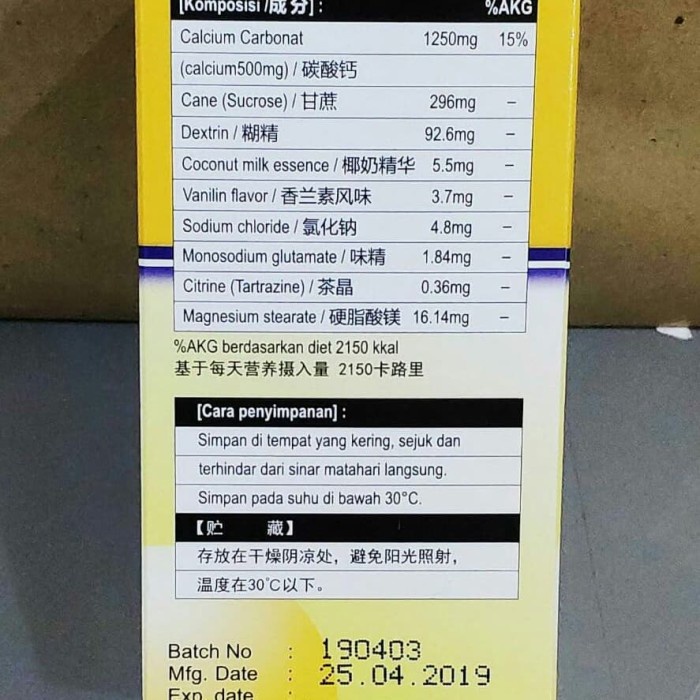 [Komposisi /成分] : %AKG
Calcium Carbonat 1250mg 15%
(calcium500mg) / 碳酸钙
Cane (Sucrose) / 甘蔗 296mg –
Dextrin / 糊精 92.6mg –
Coconut milk essence / 椰奶精华 5.5mg –
Vanilin flavor / 香兰素风味 3.7mg –
Sodium chloride / 氯化钠 4.8mg –
Monosodium glutamate / 味精 1.84mg –
Citrine (Tartrazine) / 茶晶 0.36mg –
Magnesium stearate / 硬脂酸镁 16.14mg –
%AKG berdasarkan diet 2150 kkal
基于每天营养摄入量 2150卡路里
[Cara penyimpanan] :
Simpan di tempat yang kering, sejuk dan
terhindar dari sinar matahari langsung.
Simpan pada suhu di bawah 30°C.
【贮 藏】
存放在干燥阴凉处，避免阳光照射，
温度在30℃以下。
Batch No : 190403
Mfg. Date : 25.04.2019
Exp. date :